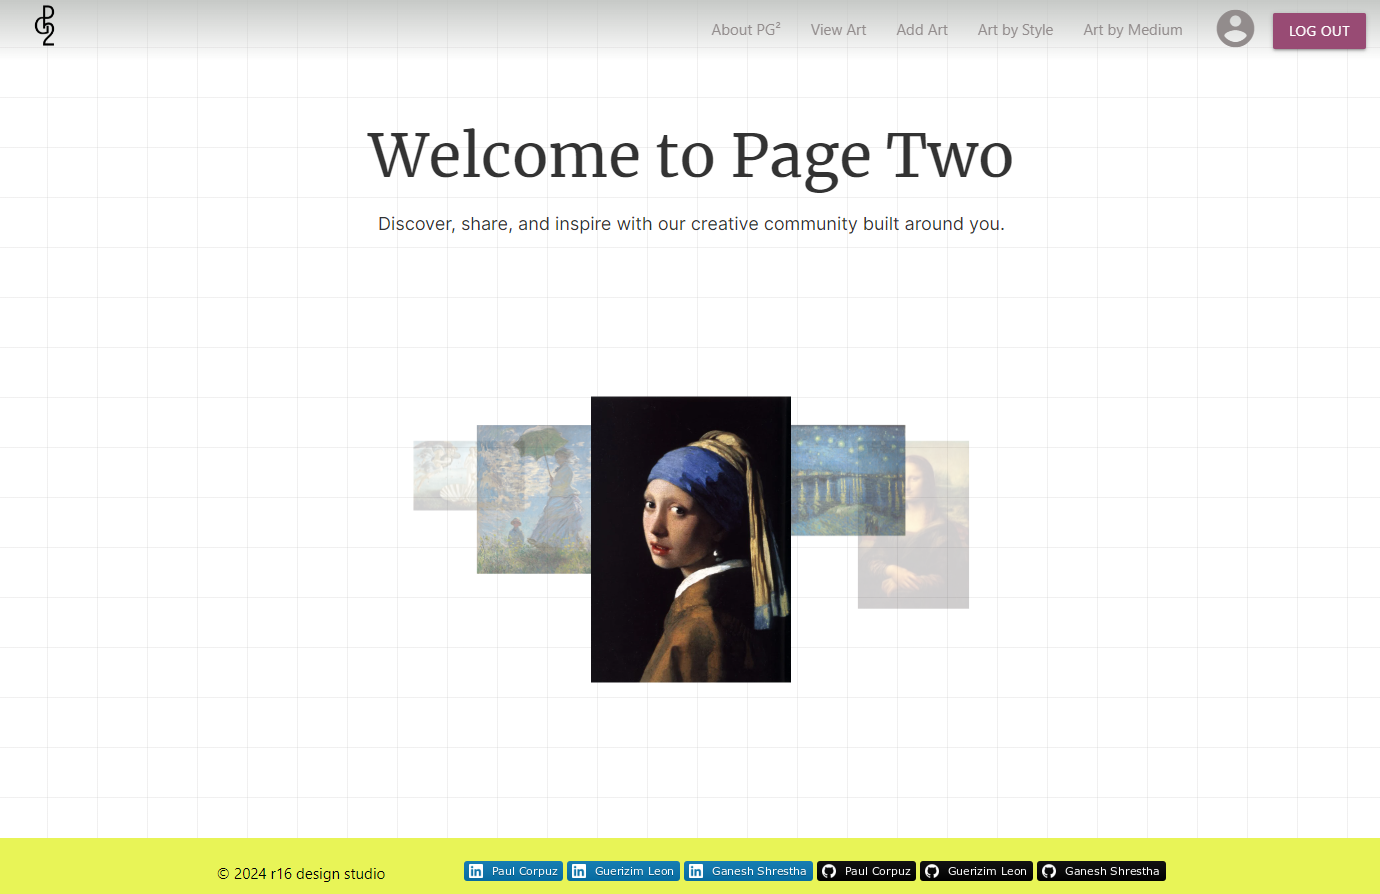 P2
About PG²
View Art
Add Art
Art by Style
Art by Medium
LOG OUT
Welcome to Page Two
Discover, share, and inspire with our creative community built around you.
© 2024 r16 design studio
Paul Corpuz
Guerizim Leon
Ganesh Shrestha
Paul Corpuz
Guerizim Leon
Ganesh Shrestha